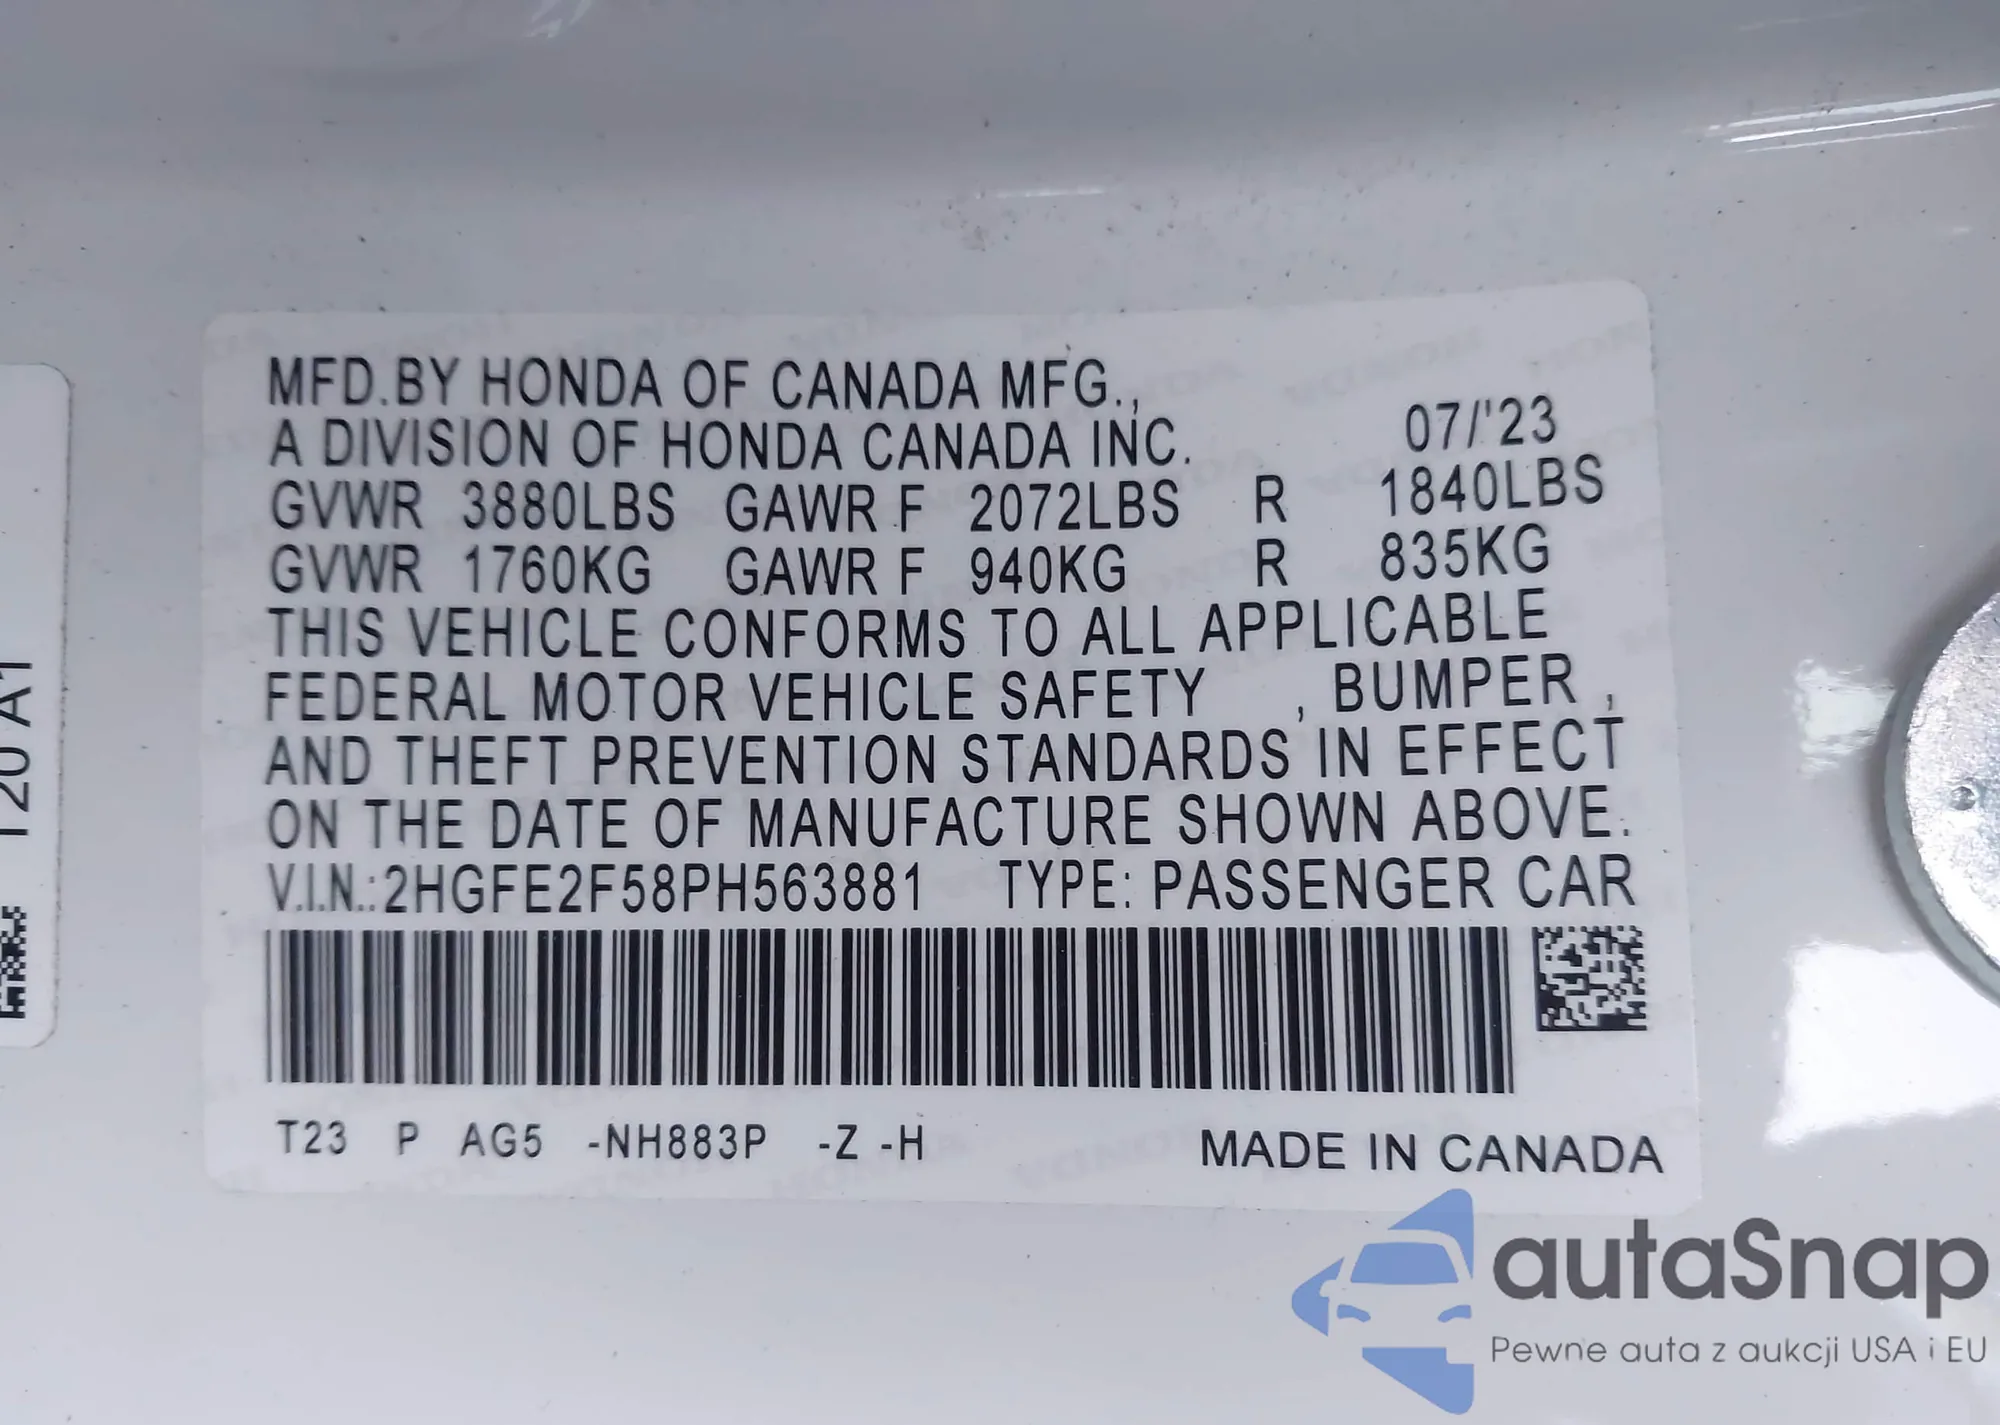 MFD.BY HONDA OF CANADA MFG.,
A DIVISION OF HONDA CANADA INC. 07/'23
GVWR 3880LBS GAWR F 2072LBS R 1840LBS
GVWR 1760KG GAWR F 940KG R 835KG
THIS VEHICLE CONFORMS TO ALL APPLICABLE
FEDERAL MOTOR VEHICLE SAFETY , BUMPER ,
AND THEFT PREVENTION STANDARDS IN EFFECT
ON THE DATE OF MANUFACTURE SHOWN ABOVE.
V.I.N.:2HGFE2F58PH563881 TYPE: PASSENGER CAR
T23 P AG5 -NH883P -Z -H MADE IN CANADA
120 A1
autaSnap
Pewne auta z aukcji USA i EU